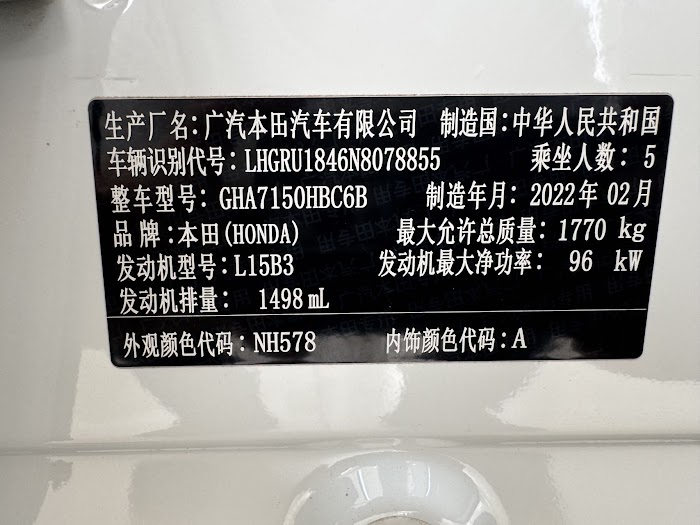 生产厂名：广汽本田汽车有限公司 制造国：中华人民共和国
车辆识别代号：LHGRU1846N8078855 乘坐人数：5
整车型号：GHA7150HBC6B 制造年月：2022年 02月
品 牌：本田(HONDA) 最大允许总质量：1770 kg
发动机型号：L15B3 发动机最大净功率：96 kW
发动机排量： 1498 mL
外观颜色代码：NH578 内饰颜色代码：A